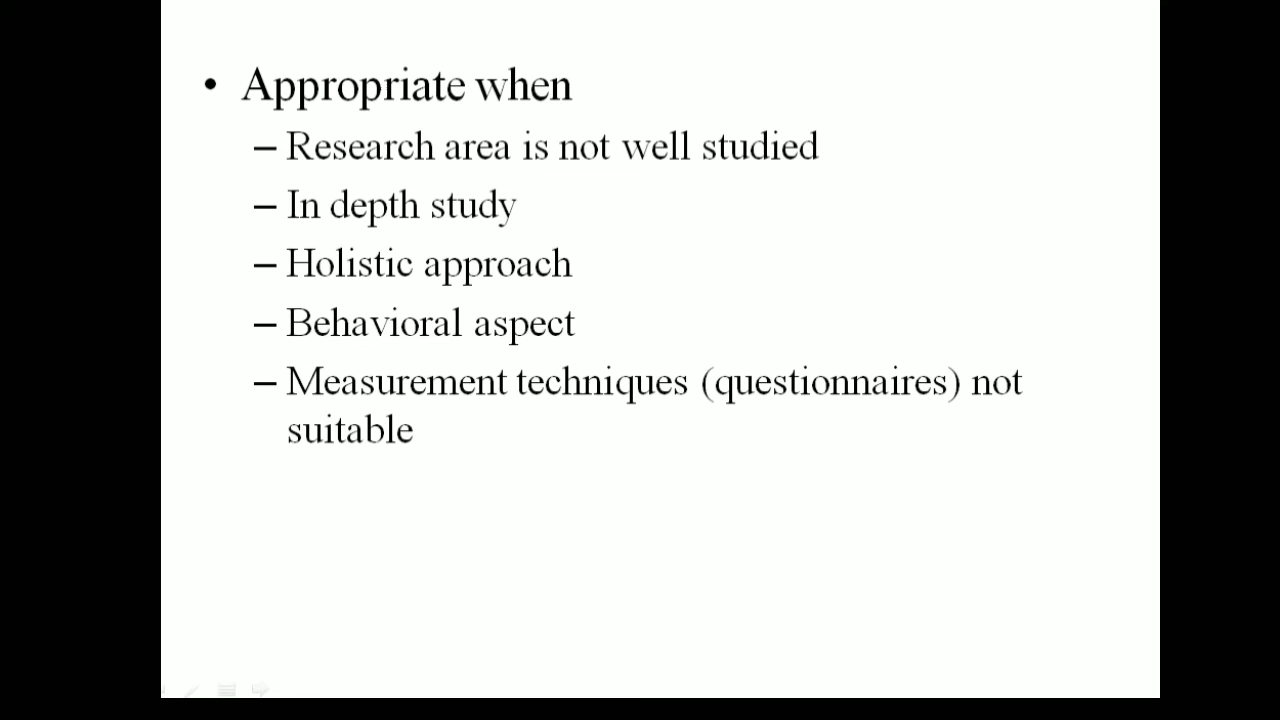 • Appropriate when
– Research area is not well studied
– In depth study
– Holistic approach
– Behavioral aspect
– Measurement techniques (questionnaires) not
suitable